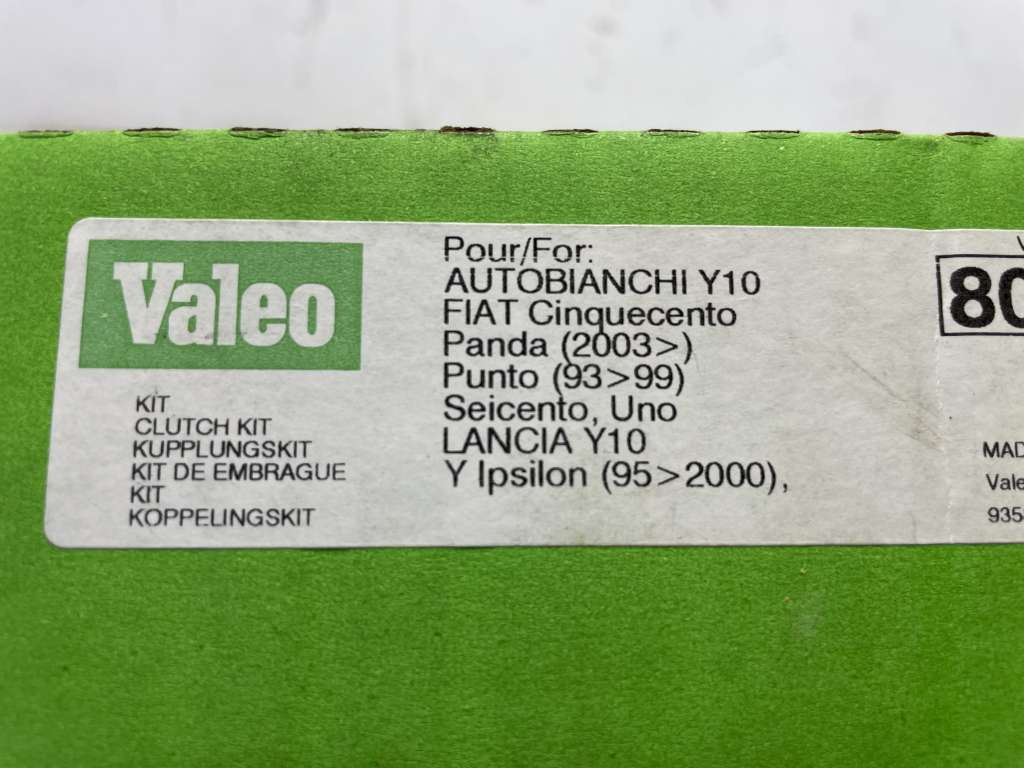 Valeo
KIT
CLUTCH KIT
KUPPLUNGSKIT
KIT DE EMBRAGUE
KIT
KOPPELINGSKIT
Pour/For:
AUTOBIANCHI Y10
FIAT Cinquecento
Panda (2003>)
Punto (93>99)
Seicento, Uno
LANCIA Y10
Y Ipsilon (95>2000),